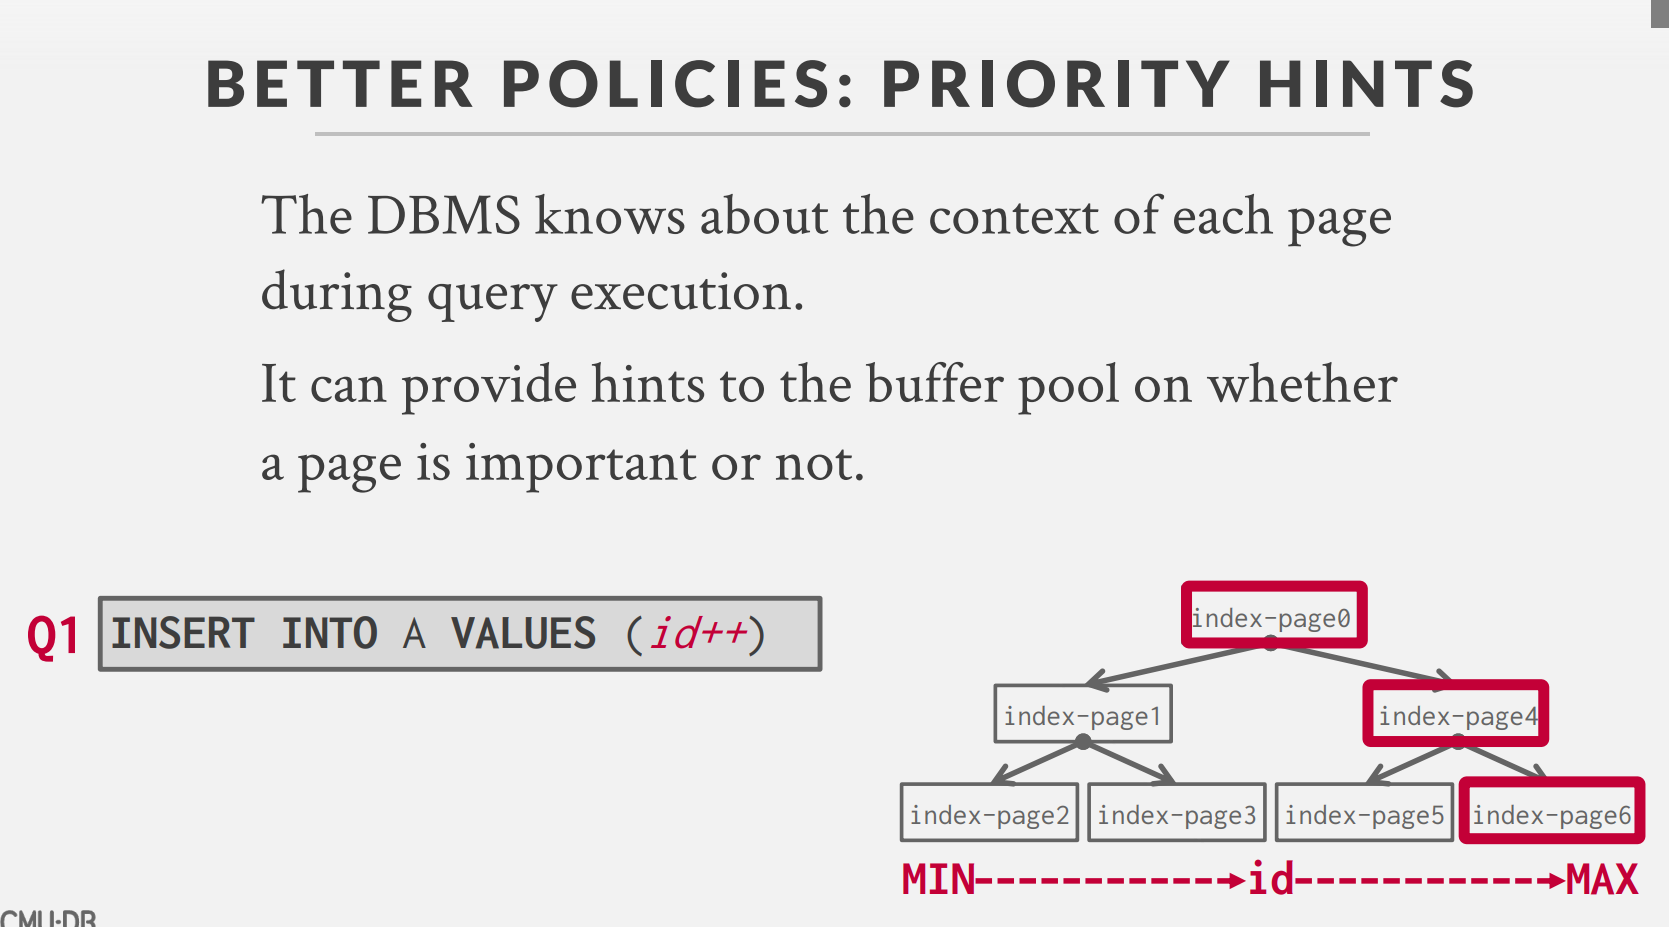 BETTER POLICIES: PRIORITY HINTS
The DBMS knows about the context of each page
during query execution.
It can provide hints to the buffer pool on whether
a page is important or not.
Q1 INSERT INTO A VALUES (id++)
index-page0
index-page1 index-page4
index-page2 index-page3 index-page5 index-page6
MIN id MAX
CMU·DB